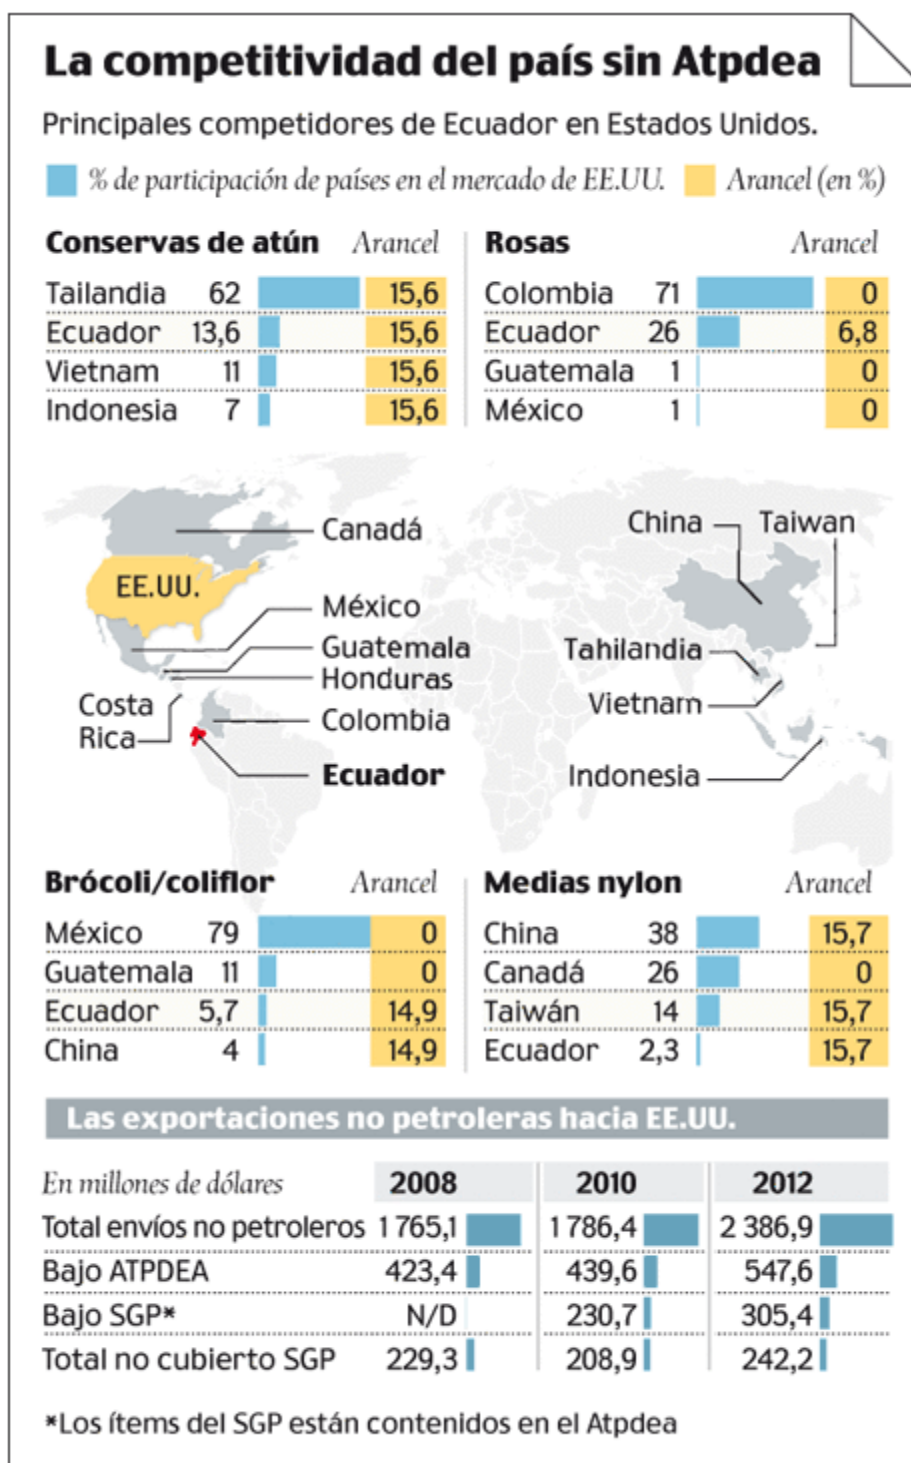 La competitividad del país sin Atpdea
Principales competidores de Ecuador en Estados Unidos.
% de participación de países en el mercado de EE.UU. Arancel (en %)
Conservas de atún Arancel
Tailandia 62 15,6
Ecuador 13,6 15,6
Vietnam 11 15,6
Indonesia 7 15,6
Rosas Arancel
Colombia 71 0
Ecuador 26 6,8
Guatemala 1 0
México 1 0
Canadá
EE.UU.
México
Guatemala
Honduras
Costa
Rica
Colombia
Ecuador
China
Taiwan
Tahilandia
Vietnam
Indonesia
Brócoli/coliflor Arancel
México 79 0
Guatemala 11 0
Ecuador 5,7 14,9
China 4 14,9
Medias nylon Arancel
China 38 15,7
Canadá 26 0
Taiwán 14 15,7
Ecuador 2,3 15,7
Las exportaciones no petroleras hacia EE.UU.
En millones de dólares 2008 2010 2012
Total envíos no petroleros 1 765,1 1 786,4 2 386,9
Bajo ATPDEA 423,4 439,6 547,6
Bajo SGP* N/D 230,7 305,4
Total no cubierto SGP 229,3 208,9 242,2
*Los ítems del SGP están contenidos en el Atpdea